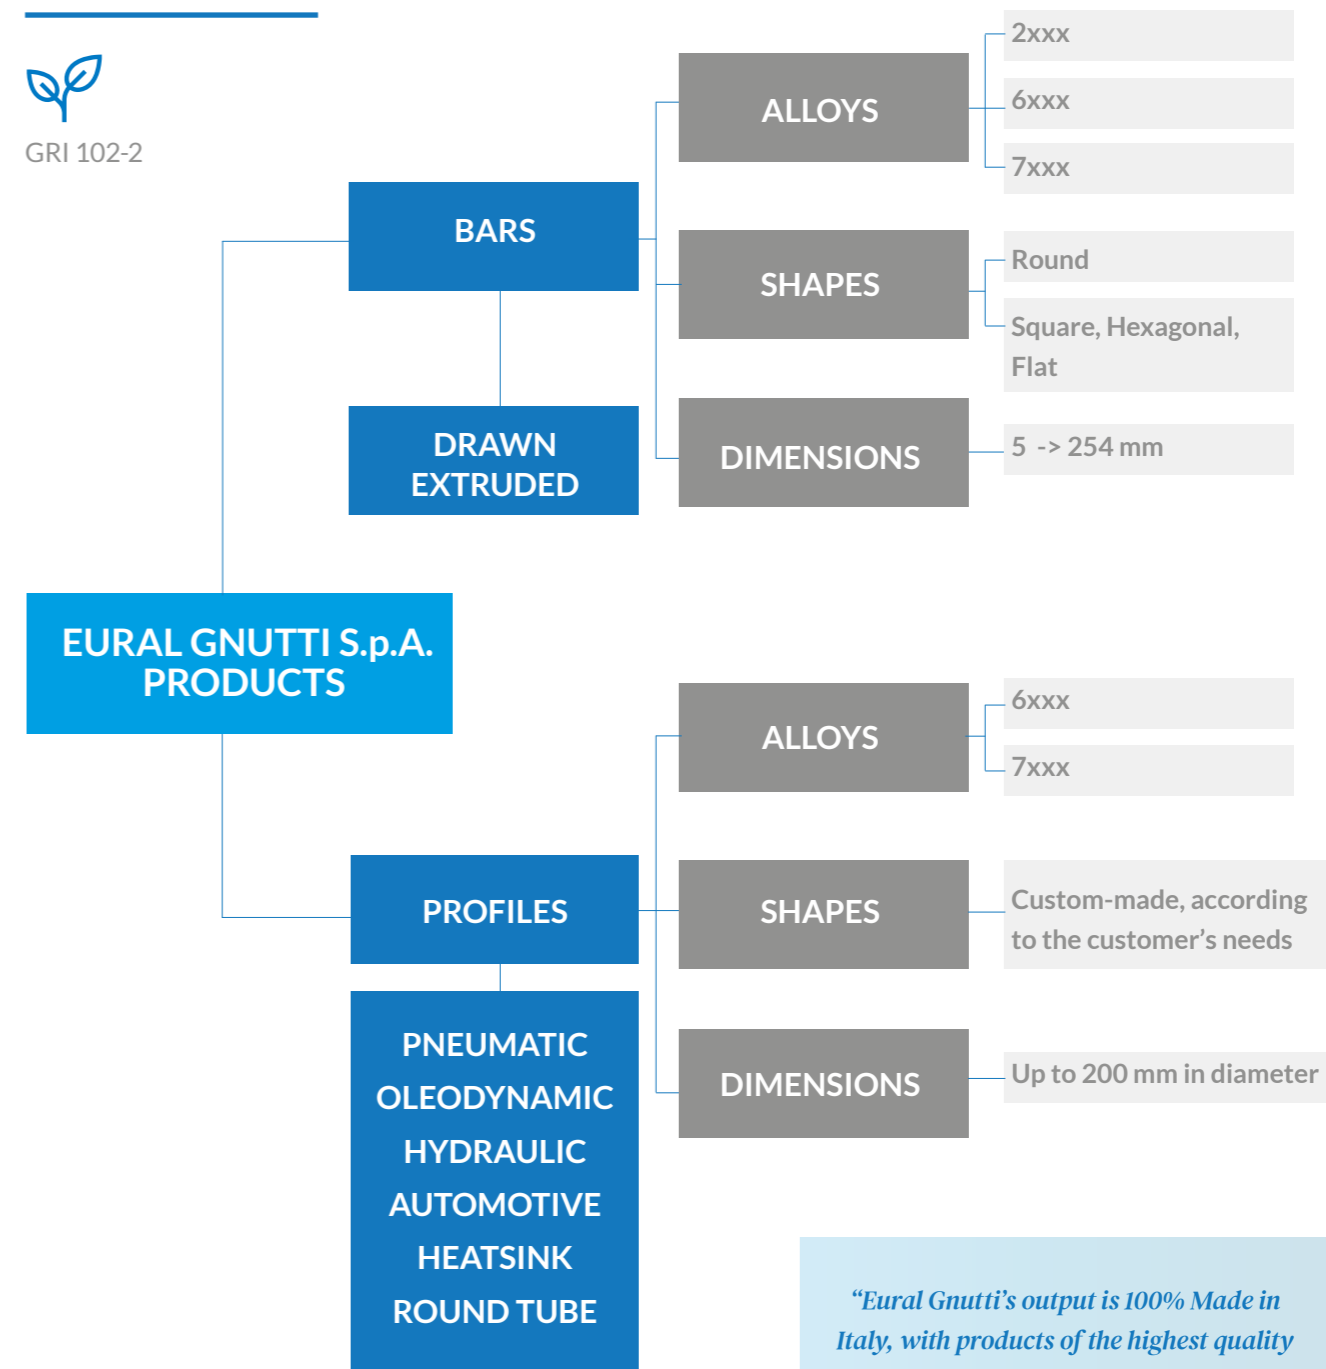 GRI 102-2
EURAL GNUTTI S.p.A.
PRODUCTS
BARS
DRAWN
EXTRUDED
ALLOYS
2xxx
6xxx
7xxx
SHAPES
Round
Square, Hexagonal,
Flat
DIMENSIONS
5 -> 254 mm
PROFILES
PNEUMATIC
OLEODYNAMIC
HYDRAULIC
AUTOMOTIVE
HEATSINK
ROUND TUBE
ALLOYS
6xxx
7xxx
SHAPES
Custom-made, according
to the customer’s needs
DIMENSIONS
Up to 200 mm in diameter
“Eural Gnutti’s output is 100% Made in
Italy, with products of the highest quality